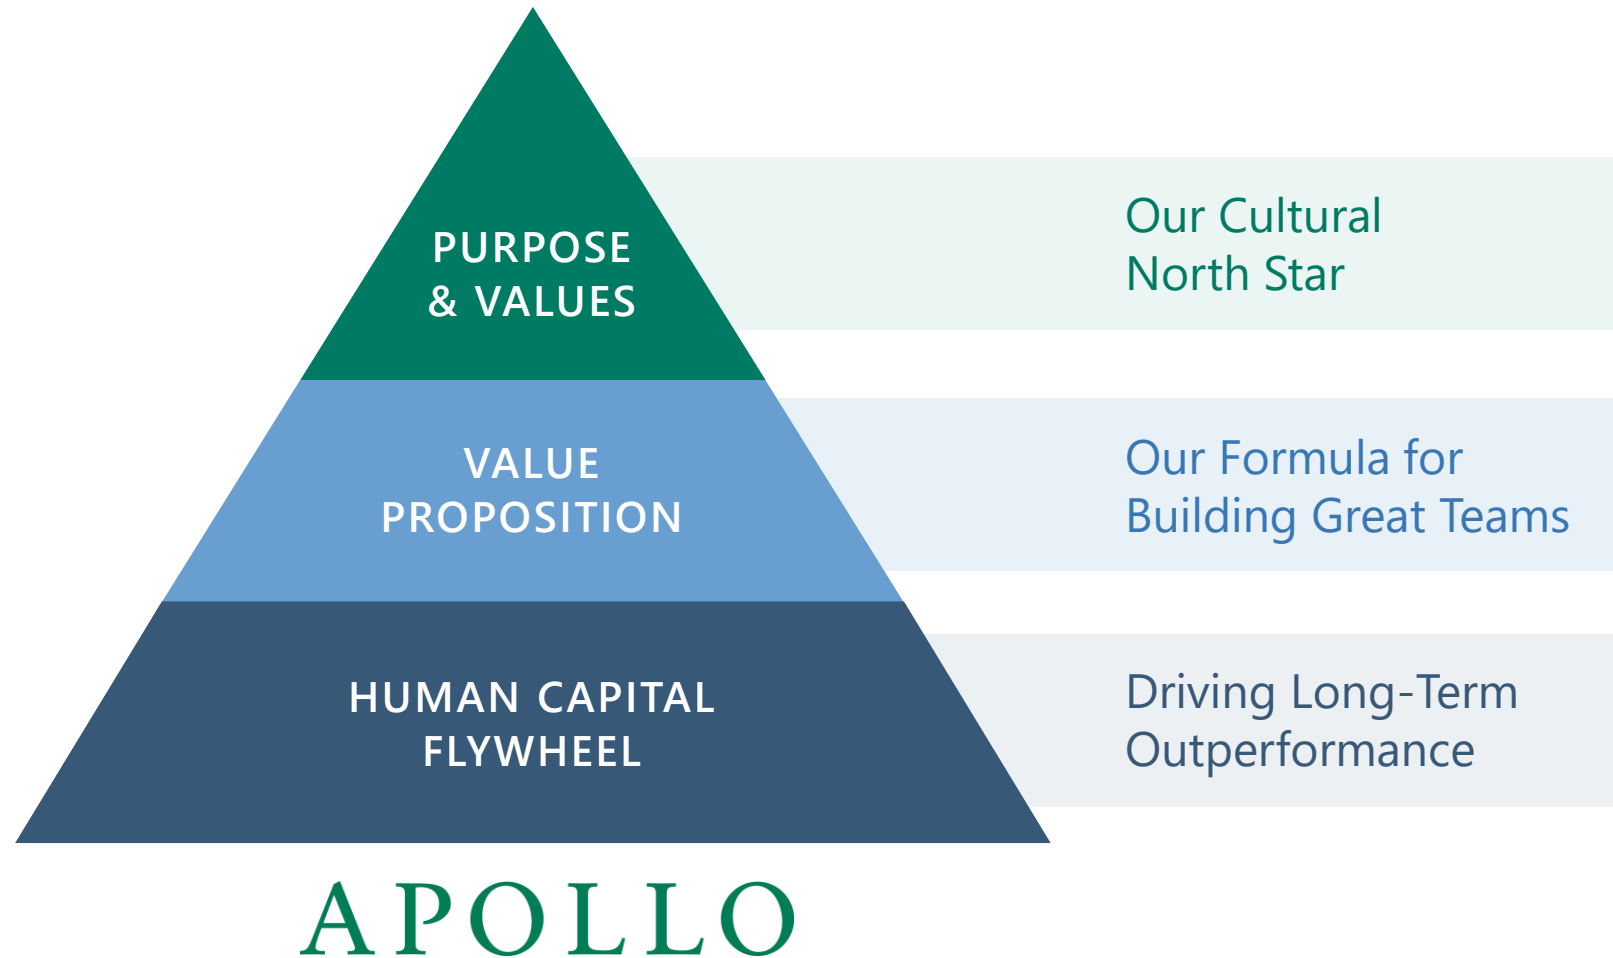 PURPOSE
& VALUES
Our Cultural
North Star
VALUE
PROPOSITION
Our Formula for
Building Great Teams
HUMAN CAPITAL
FLYWHEEL
Driving Long-Term
Outperformance
APOLLO